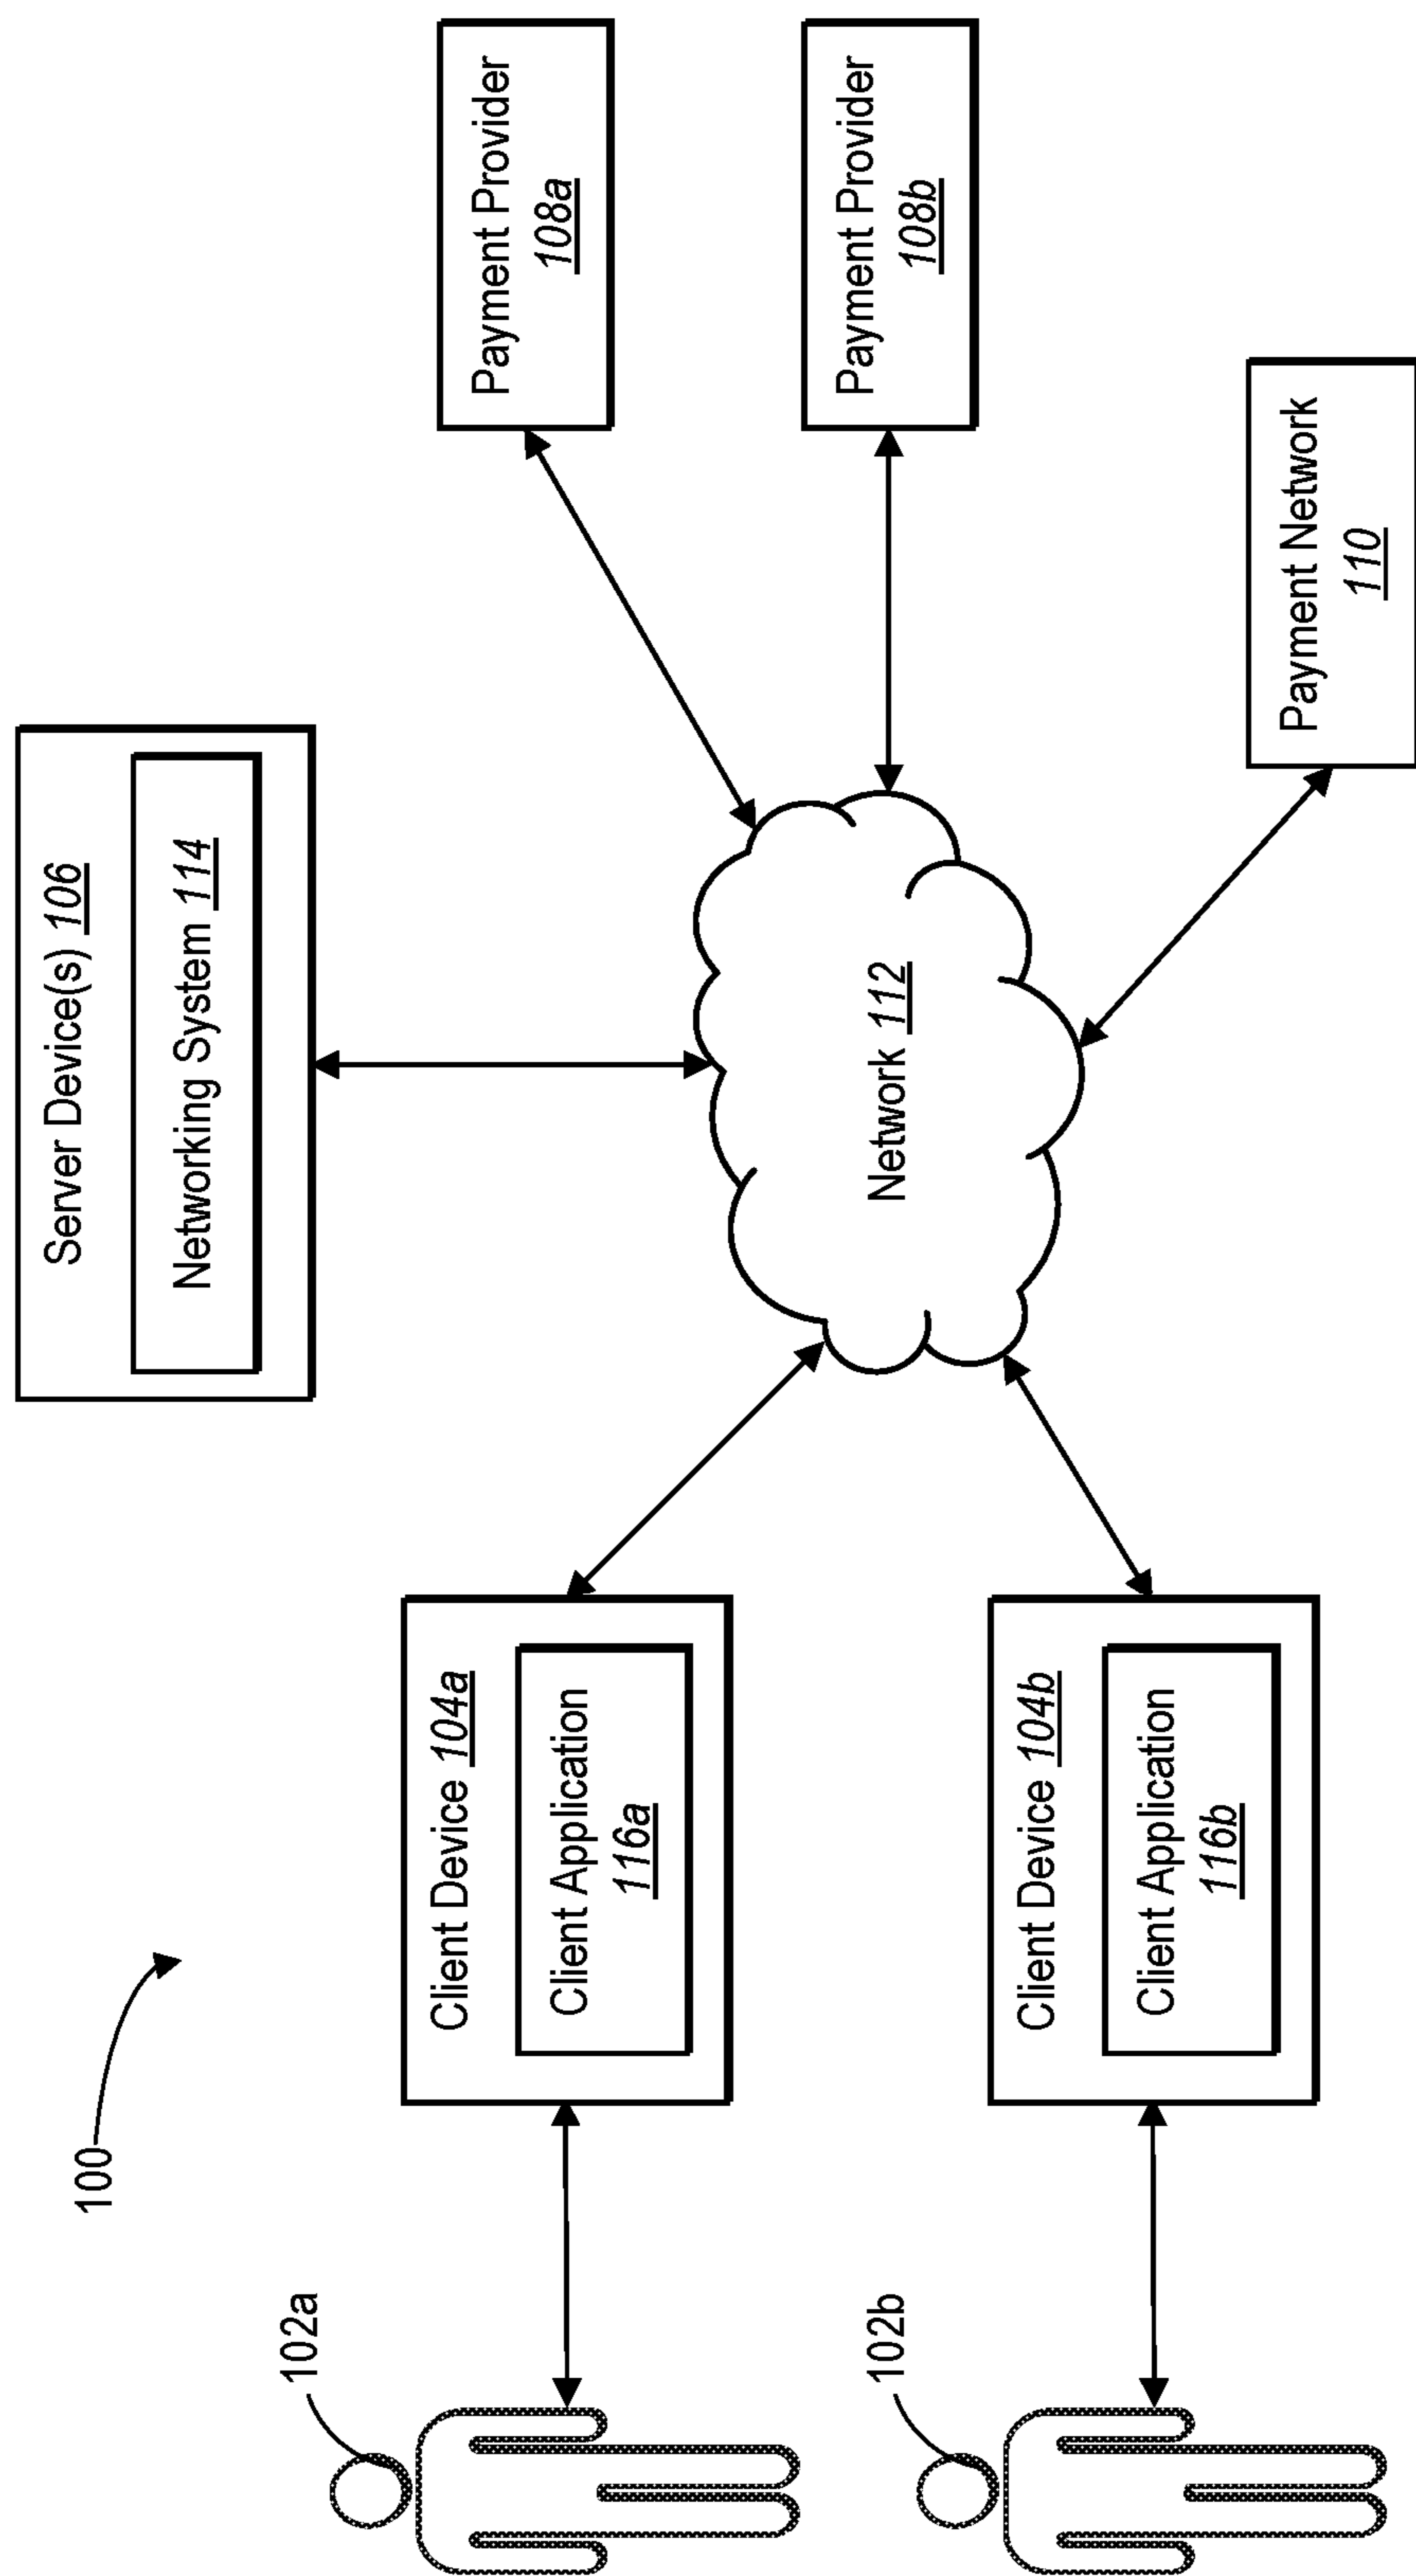 100
Server Device(s) 106
Networking System 114
102a
Client Device 104a
Client Application
116a
Payment Provider
108a
Network 112
102b
Client Device 104b
Client Application
116b
Payment Provider
108b
Payment Network
110